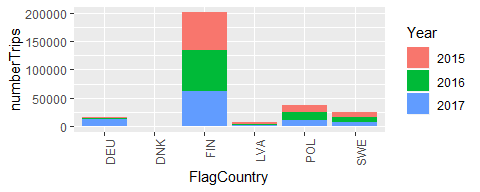 numberTrips
200000
150000
100000
50000
0
DEU
DNK
FIN
LVA
POL
SWE
FlagCountry
Year
2015
2016
2017